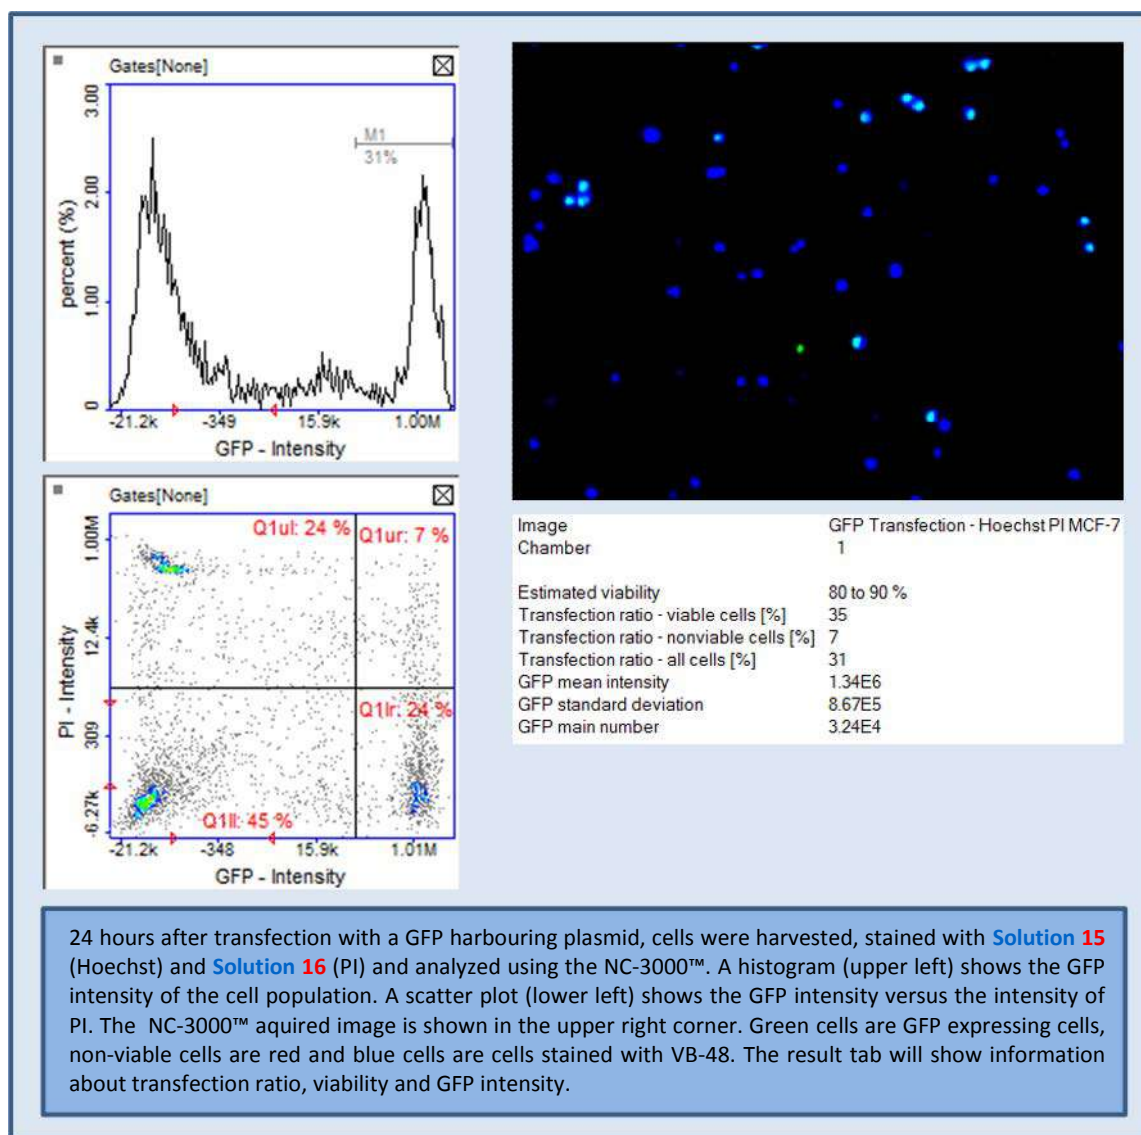 Gates[None]
3.00
2.00
1.00
0
percent (%)
M1
31%
-21.2k -349 15.9k 1.00M
GFP - Intensity
Gates[None]
Q1ul: 24 % Q1ur: 7 %
1.00M
12.4k
309
-6.27k
PI - Intensity
Q1lr: 24 %
Q1ll: 45 %
-21.2k -348 15.9k 1.01M
GFP - Intensity
Image GFP Transfection - Hoechst PI MCF-7
Chamber 1
Estimated viability 80 to 90 %
Transfection ratio - viable cells [%] 35
Transfection ratio - nonviable cells [%] 7
Transfection ratio - all cells [%] 31
GFP mean intensity 1.34E6
GFP standard deviation 8.67E5
GFP main number 3.24E4
24 hours after transfection with a GFP harbouring plasmid, cells were harvested, stained with Solution 15
(Hoechst) and Solution 16 (PI) and analyzed using the NC-3000™. A histogram (upper left) shows the GFP
intensity of the cell population. A scatter plot (lower left) shows the GFP intensity versus the intensity of
PI. The NC-3000™ aquired image is shown in the upper right corner. Green cells are GFP expressing cells,
non-viable cells are red and blue cells are cells stained with VB-48. The result tab will show information
about transfection ratio, viability and GFP intensity.